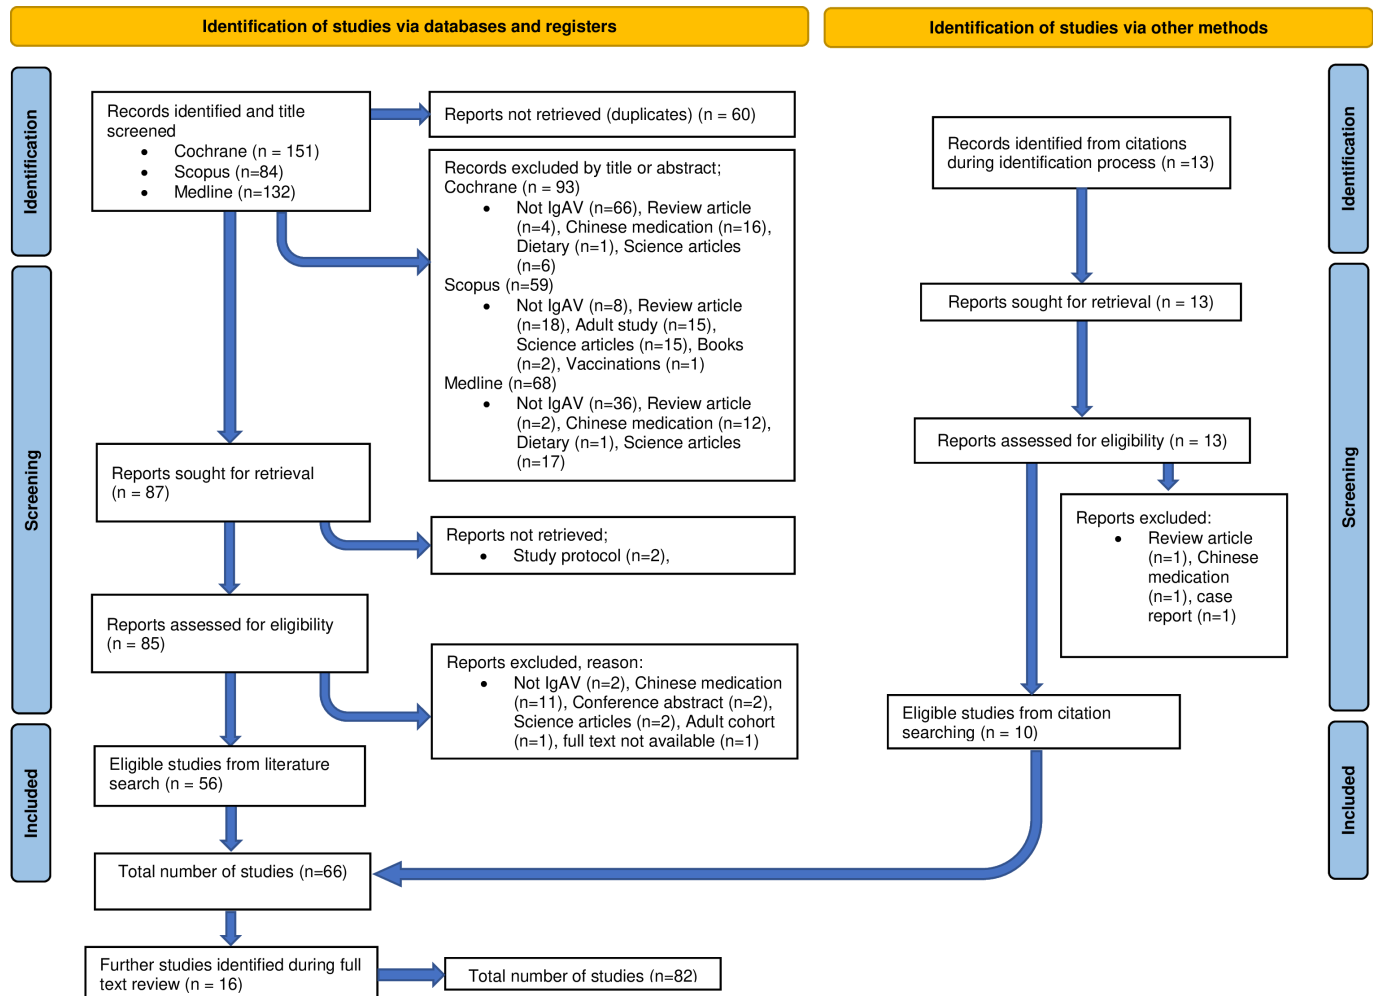 Identification of studies via databases and registers
Identification of studies via other methods
Identification
Screening
Included
Records identified and title
screened
• Cochrane (n = 151)
• Scopus (n=84)
• Medline (n=132)
Reports not retrieved (duplicates) (n = 60)
Records excluded by title or abstract;
Cochrane (n = 93)
• Not IgAV (n=66), Review article
(n=4), Chinese medication (n=16),
Dietary (n=1), Science articles
(n=6)
Scopus (n=59)
• Not IgAV (n=8), Review article
(n=18), Adult study (n=15),
Science articles (n=15), Books
(n=2), Vaccinations (n=1)
Medline (n=68)
• Not IgAV (n=36), Review article
(n=2), Chinese medication (n=12),
Dietary (n=1), Science articles
(n=17)
Reports sought for retrieval
(n = 87)
Reports not retrieved;
• Study protocol (n=2),
Reports assessed for eligibility
(n = 85)
Reports excluded, reason:
• Not IgAV (n=2), Chinese medication
(n=11), Conference abstract (n=2),
Science articles (n=2), Adult cohort
(n=1), full text not available (n=1)
Eligible studies from literature
search (n = 56)
Total number of studies (n=66)
Further studies identified during full
text review (n = 16)
Total number of studies (n=82)
Records identified from citations
during identification process (n =13)
Reports sought for retrieval (n = 13)
Reports assessed for eligibility (n = 13)
Reports excluded:
• Review article
(n=1), Chinese
medication
(n=1), case
report (n=1)
Eligible studies from citation
searching (n = 10)
Identification
Screening
Included